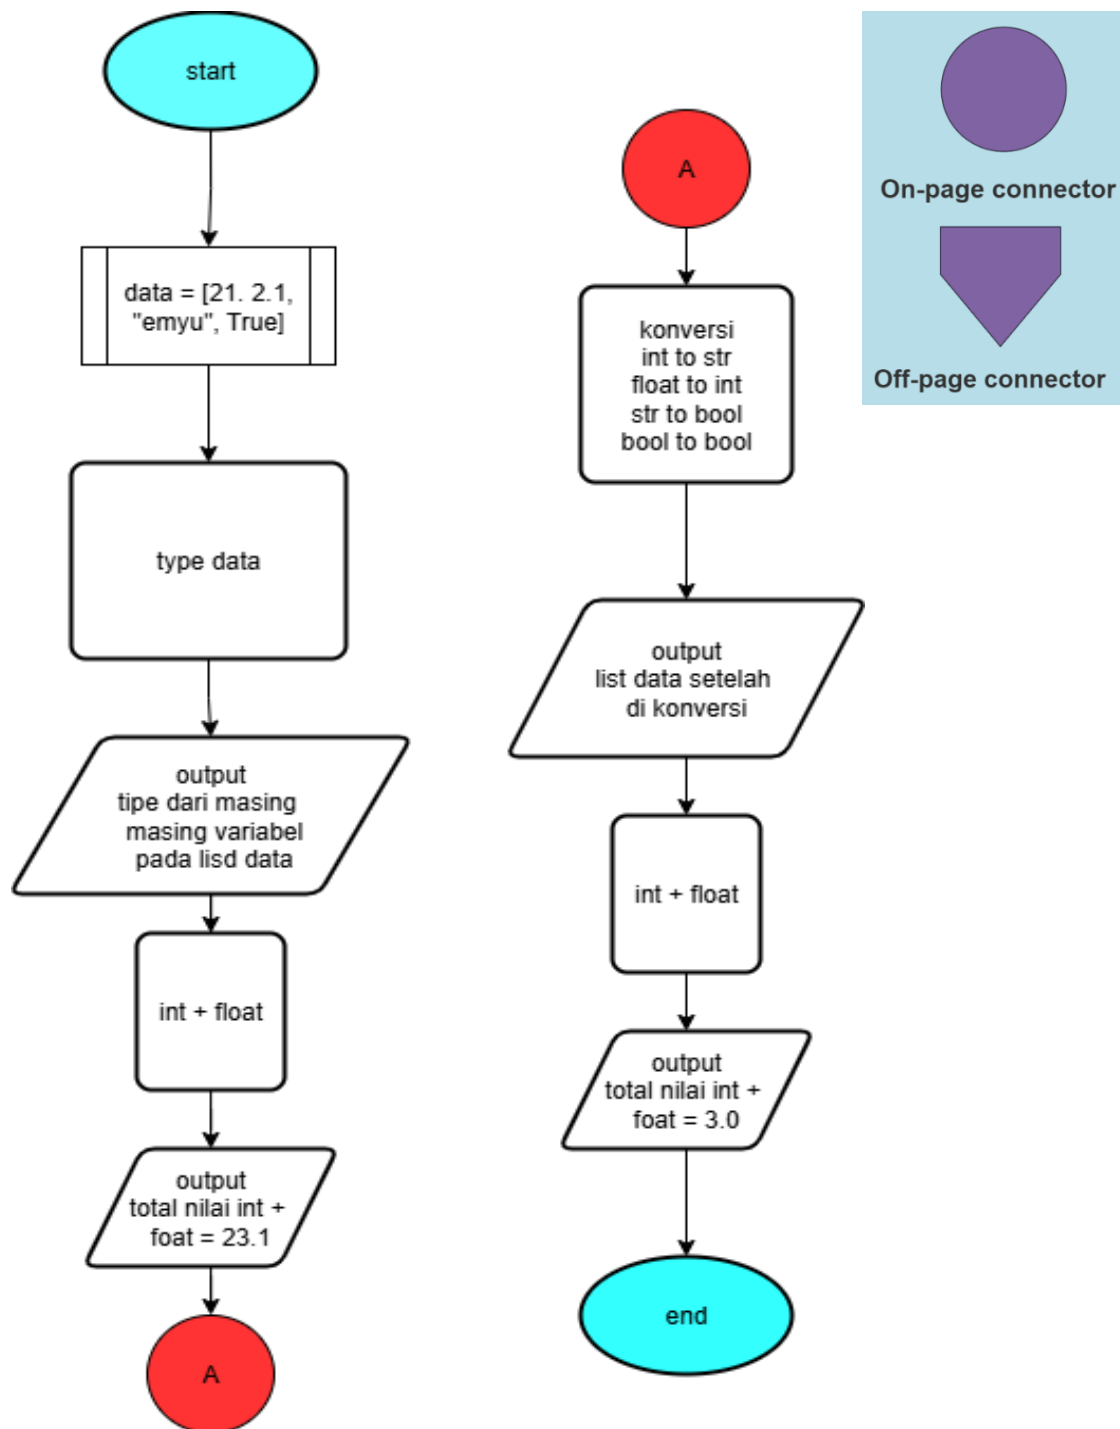 start
data = [21. 2.1,
"emyu", True]
type data
output
tipe dari masing
masing variabel
pada lisd data
int + float
output
total nilai int +
foat = 23.1
A
A
konversi
int to str
float to int
str to bool
bool to bool
output
list data setelah
di konversi
int + float
output
total nilai int +
foat = 3.0
end
On-page connector
Off-page connector